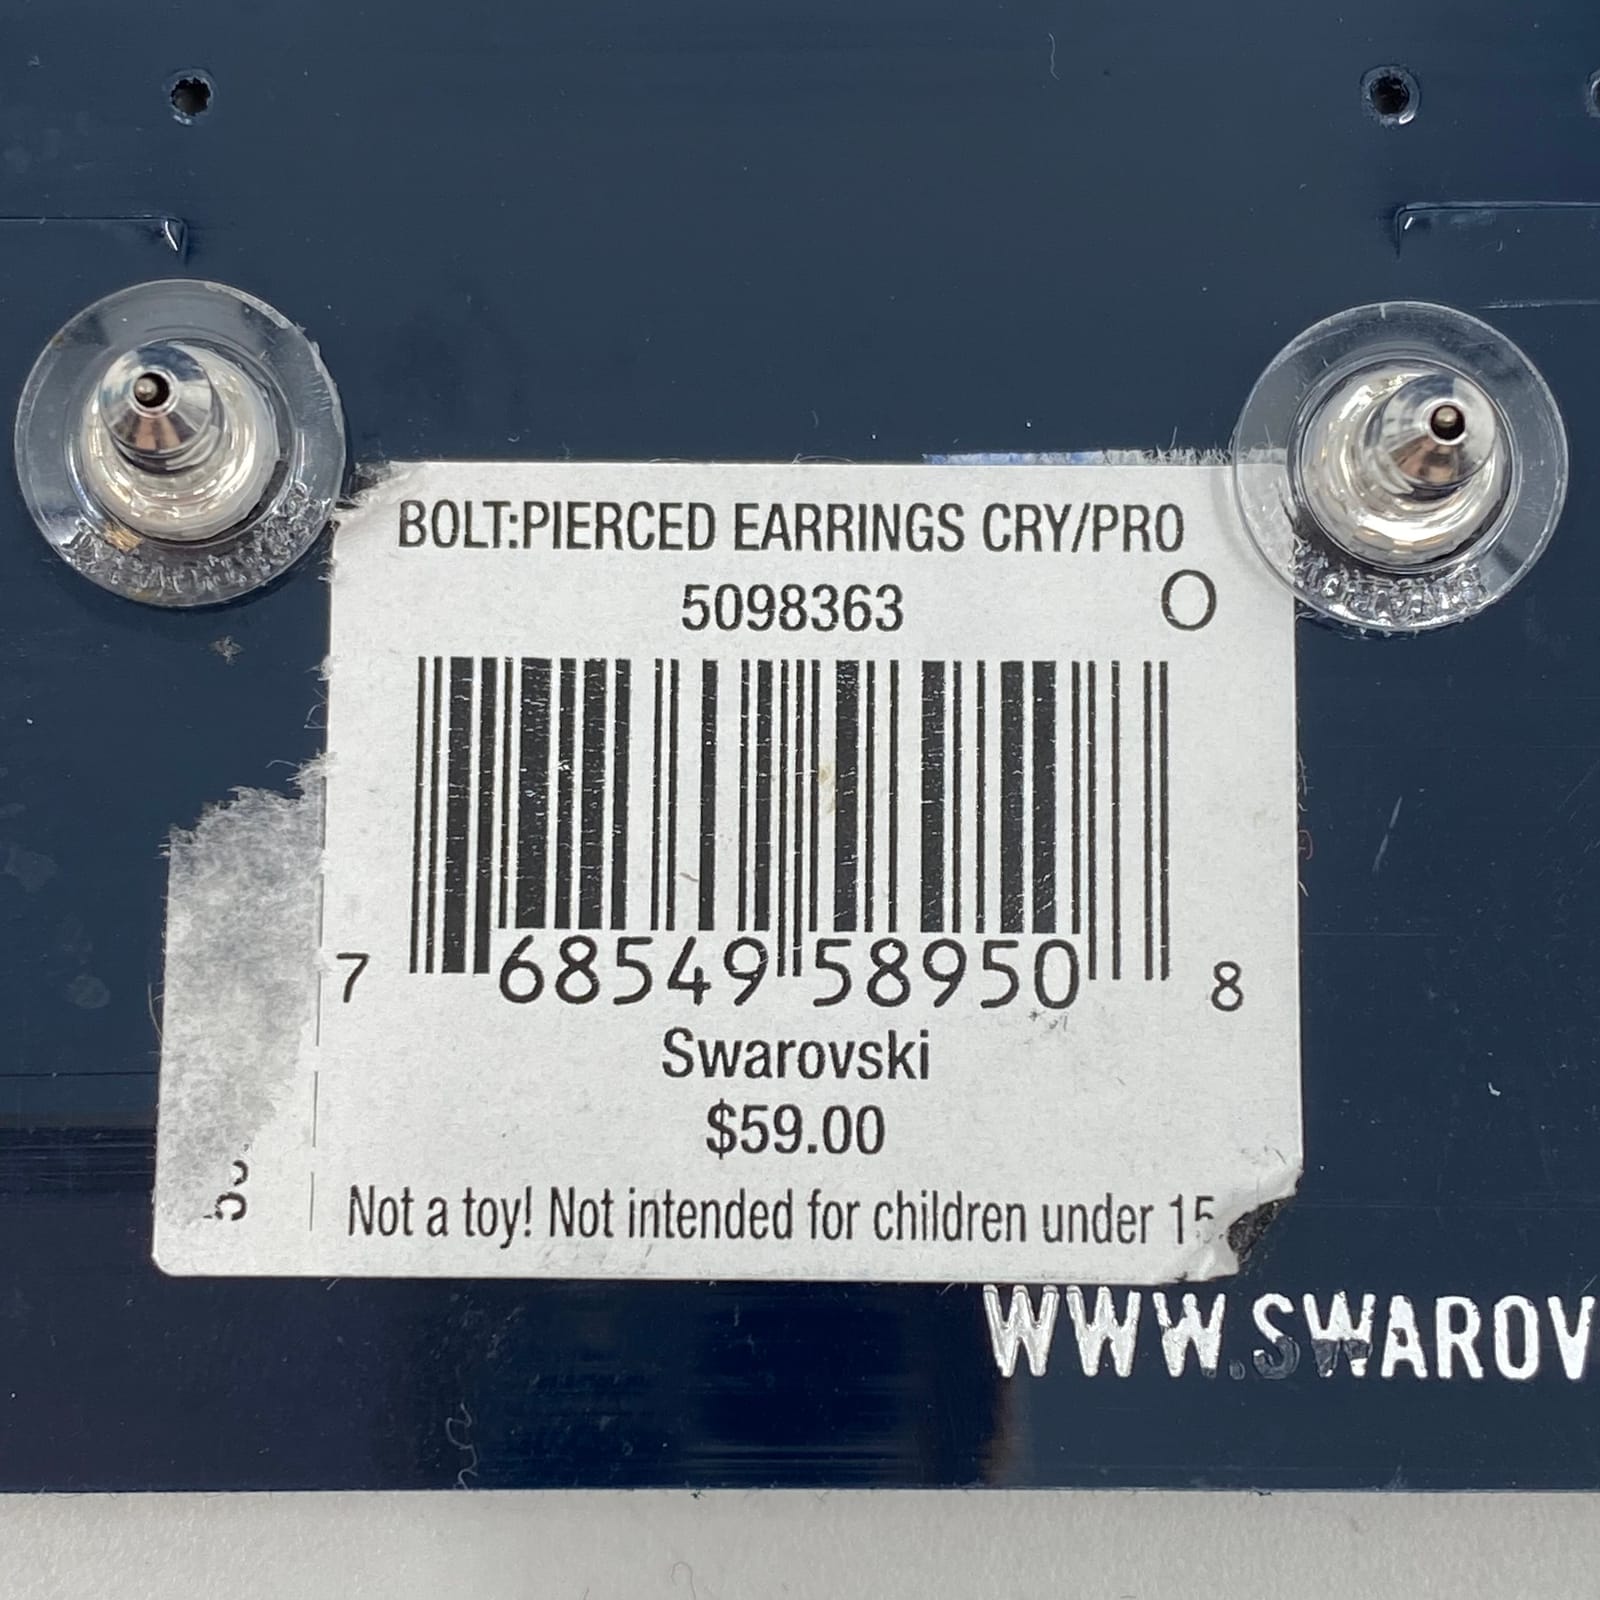 BOLT:PIERCED EARRINGS CRY/PRO
5098363 O
7 68549 58950 8
Swarovski
$59.00
Not a toy! Not intended for children under 15
WWW.SWAROV